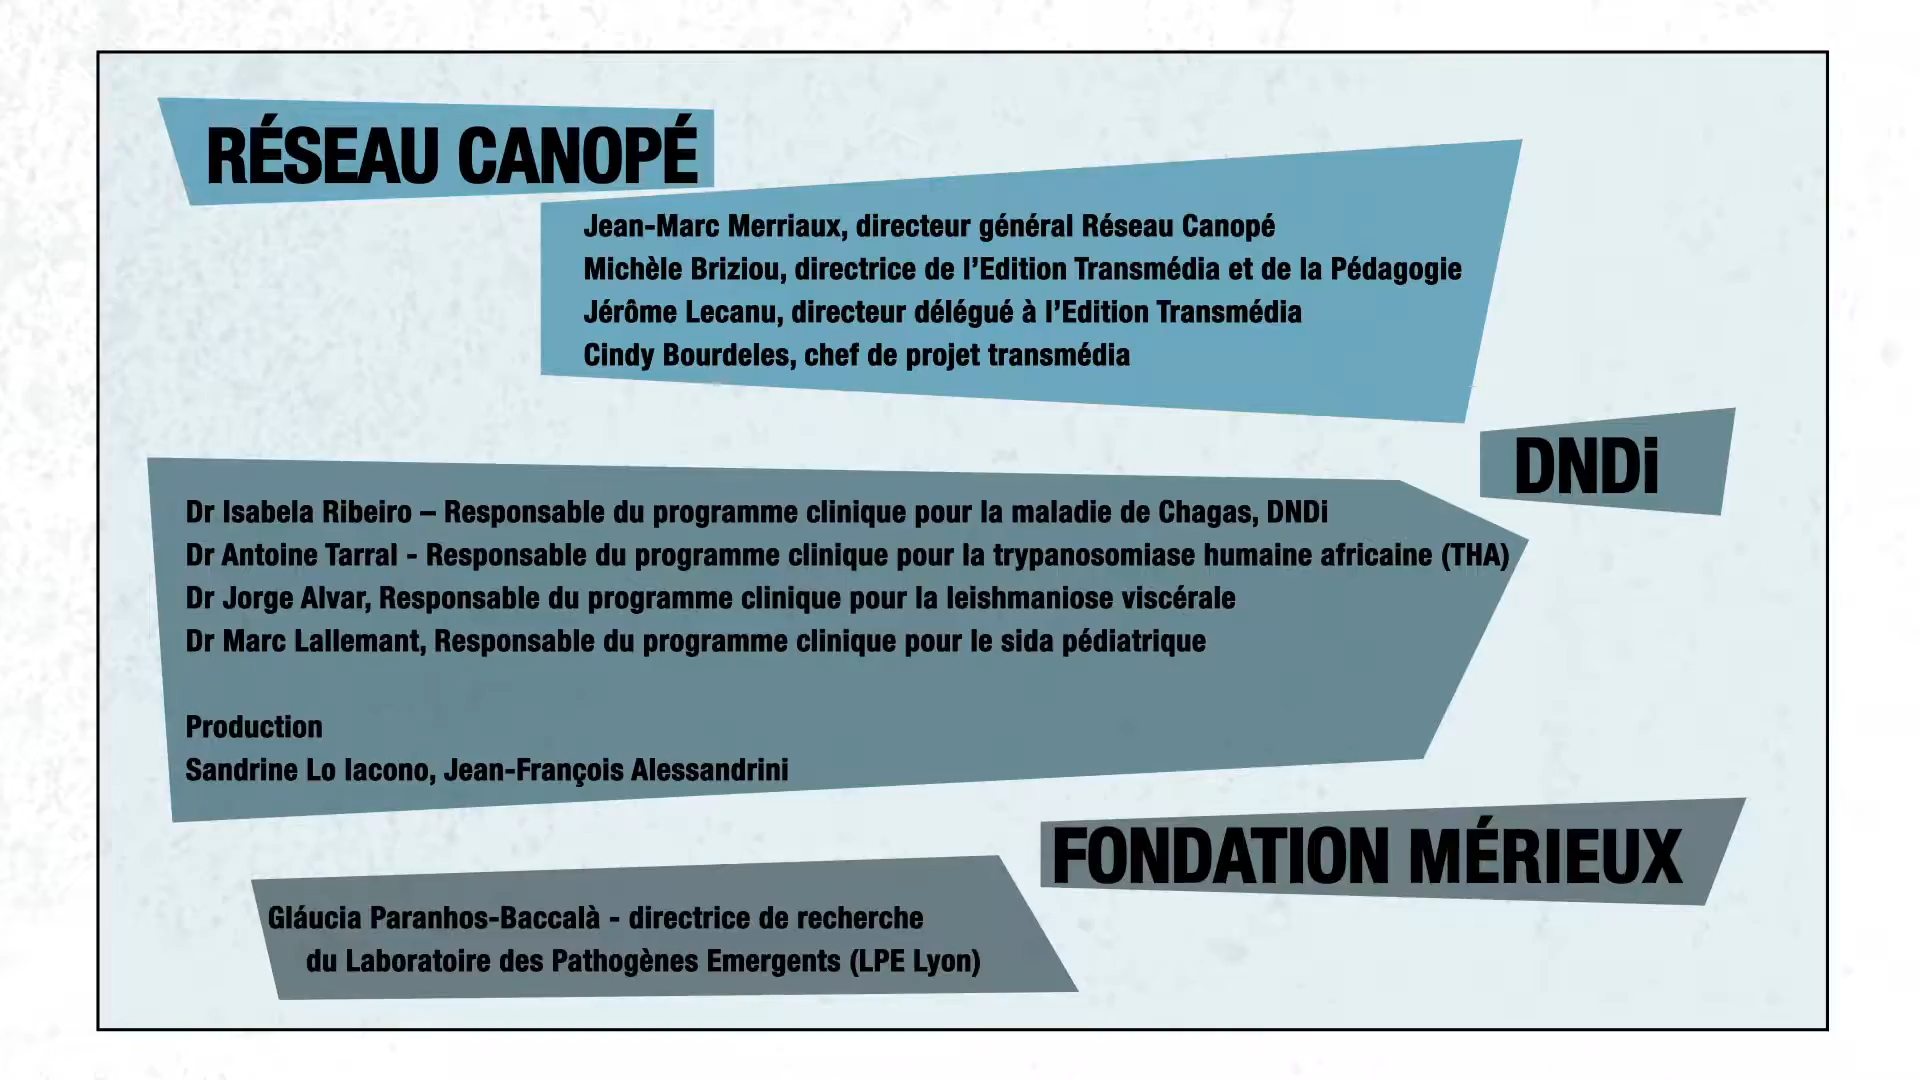 RÉSEAU CANOPÉ
Jean-Marc Merriaux, directeur général Réseau Canopé
Michèle Briziou, directrice de l’Edition Transmédia et de la Pédagogie
Jérôme Lecanu, directeur délégué à l’Edition Transmédia
Cindy Bourdeles, chef de projet transmédia
DNDi
Dr Isabela Ribeiro – Responsable du programme clinique pour la maladie de Chagas, DNDi
Dr Antoine Tarral - Responsable du programme clinique pour la trypanosomiase humaine africaine (THA)
Dr Jorge Alvar, Responsable du programme clinique pour la leishmaniose viscérale
Dr Marc Lallemant, Responsable du programme clinique pour le sida pédiatrique
Production
Sandrine Lo Iacono, Jean-François Alessandrini
FONDATION MÉRIEUX
Gláucia Paranhos-Baccalà - directrice de recherche
du Laboratoire des Pathogènes Emergents (LPE Lyon)